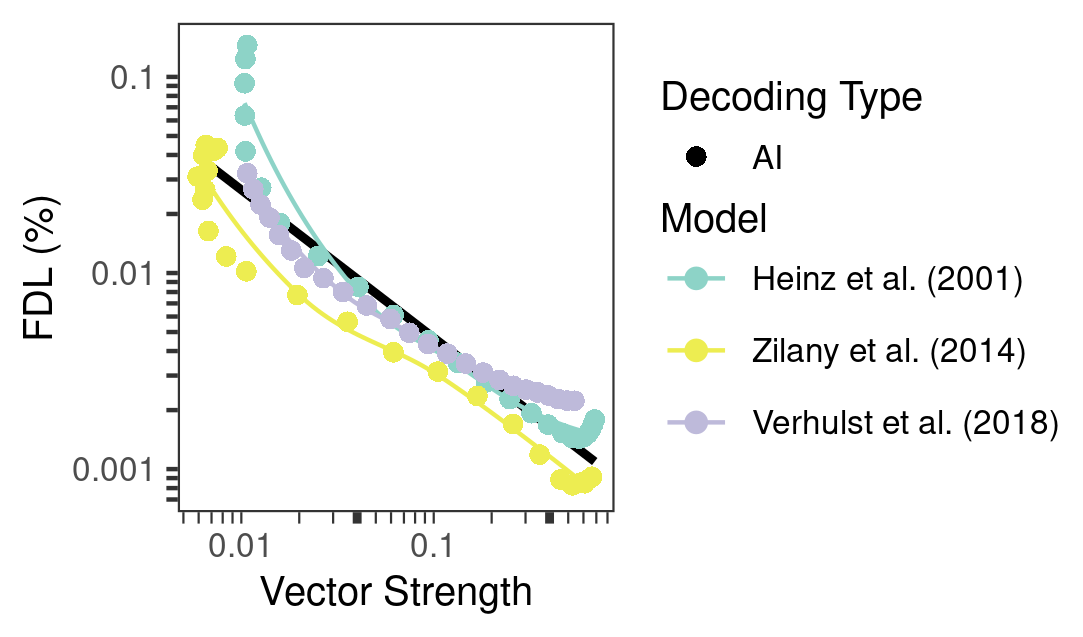 0.1
0.01
0.001
FDL (%)
0.01
0.1
Vector Strength
Decoding Type
AI
Model
Heinz et al. (2001)
Zilany et al. (2014)
Verhulst et al. (2018)